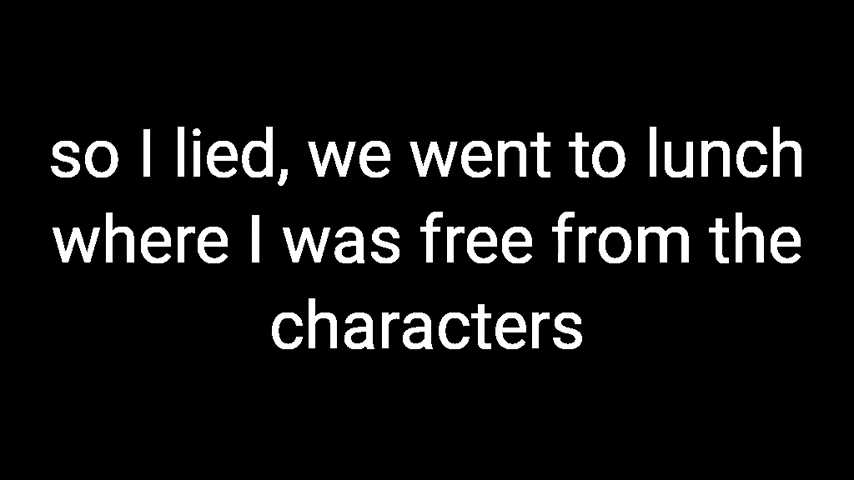 so I lied, we went to lunch
where I was free from the
characters